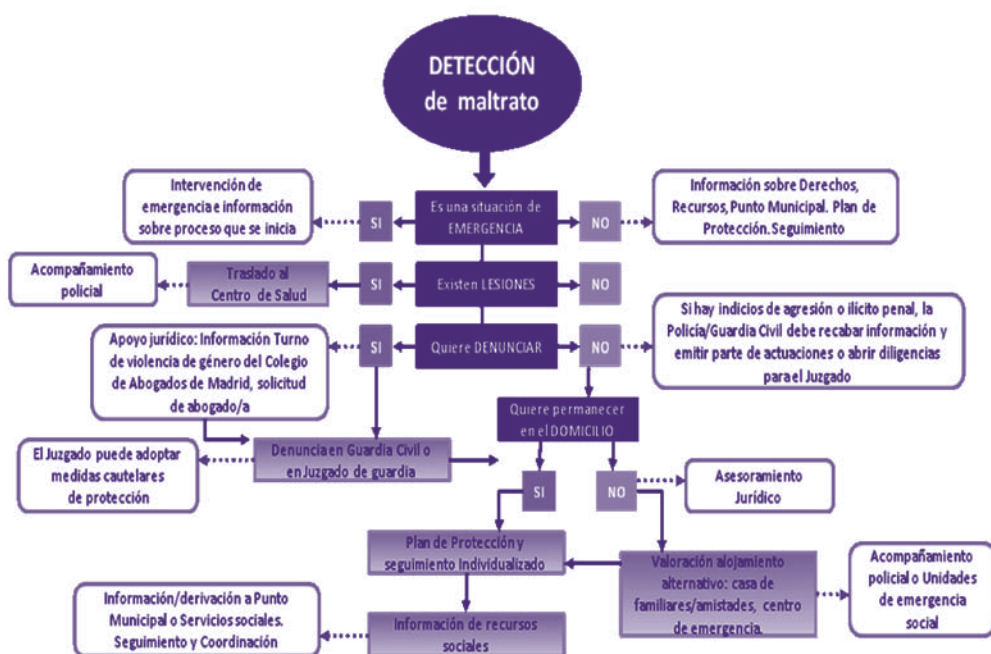 DETECCIÓN
de maltrato
Intervención de
emergencia e información
sobre proceso que se inicia
SI
Es una situación de
EMERGENCIA
NO
Información sobre Derechos,
Recursos, Punto Municipal. Plan de
Protección. Seguimiento
Acompañamiento
policial
Traslado al
Centro de Salud
SI
Existen LESIONES
NO
Apoyo jurídico: Información Turno
de violencia de género del Colegio
de Abogados de Madrid, solicitud
de abogado/a
SI
Quiere DENUNCIAR
NO
Si hay indicios de agresión o ilícito penal, la
Policía/Guardia Civil debe recabar información y
emitir parte de actuaciones o abrir diligencias
para el Juzgado
Quiere permanecer
en el DOMICILIO
El Juzgado puede adoptar
medidas cautelares
de protección
Denuncia en Guardia Civil o
en Juzgado de guardia
SI
NO
Asesoramiento
Jurídico
Plan de Protección y
seguimiento Individualizado
Valoración alojamiento
alternativo: casa de
familiares/amistades, centro
de emergencia.
Acompañamiento
policial o Unidades
de emergencia
social
Información/derivación a Punto
Municipal o Servicios sociales.
Seguimiento y Coordinación
Información de recursos
sociales